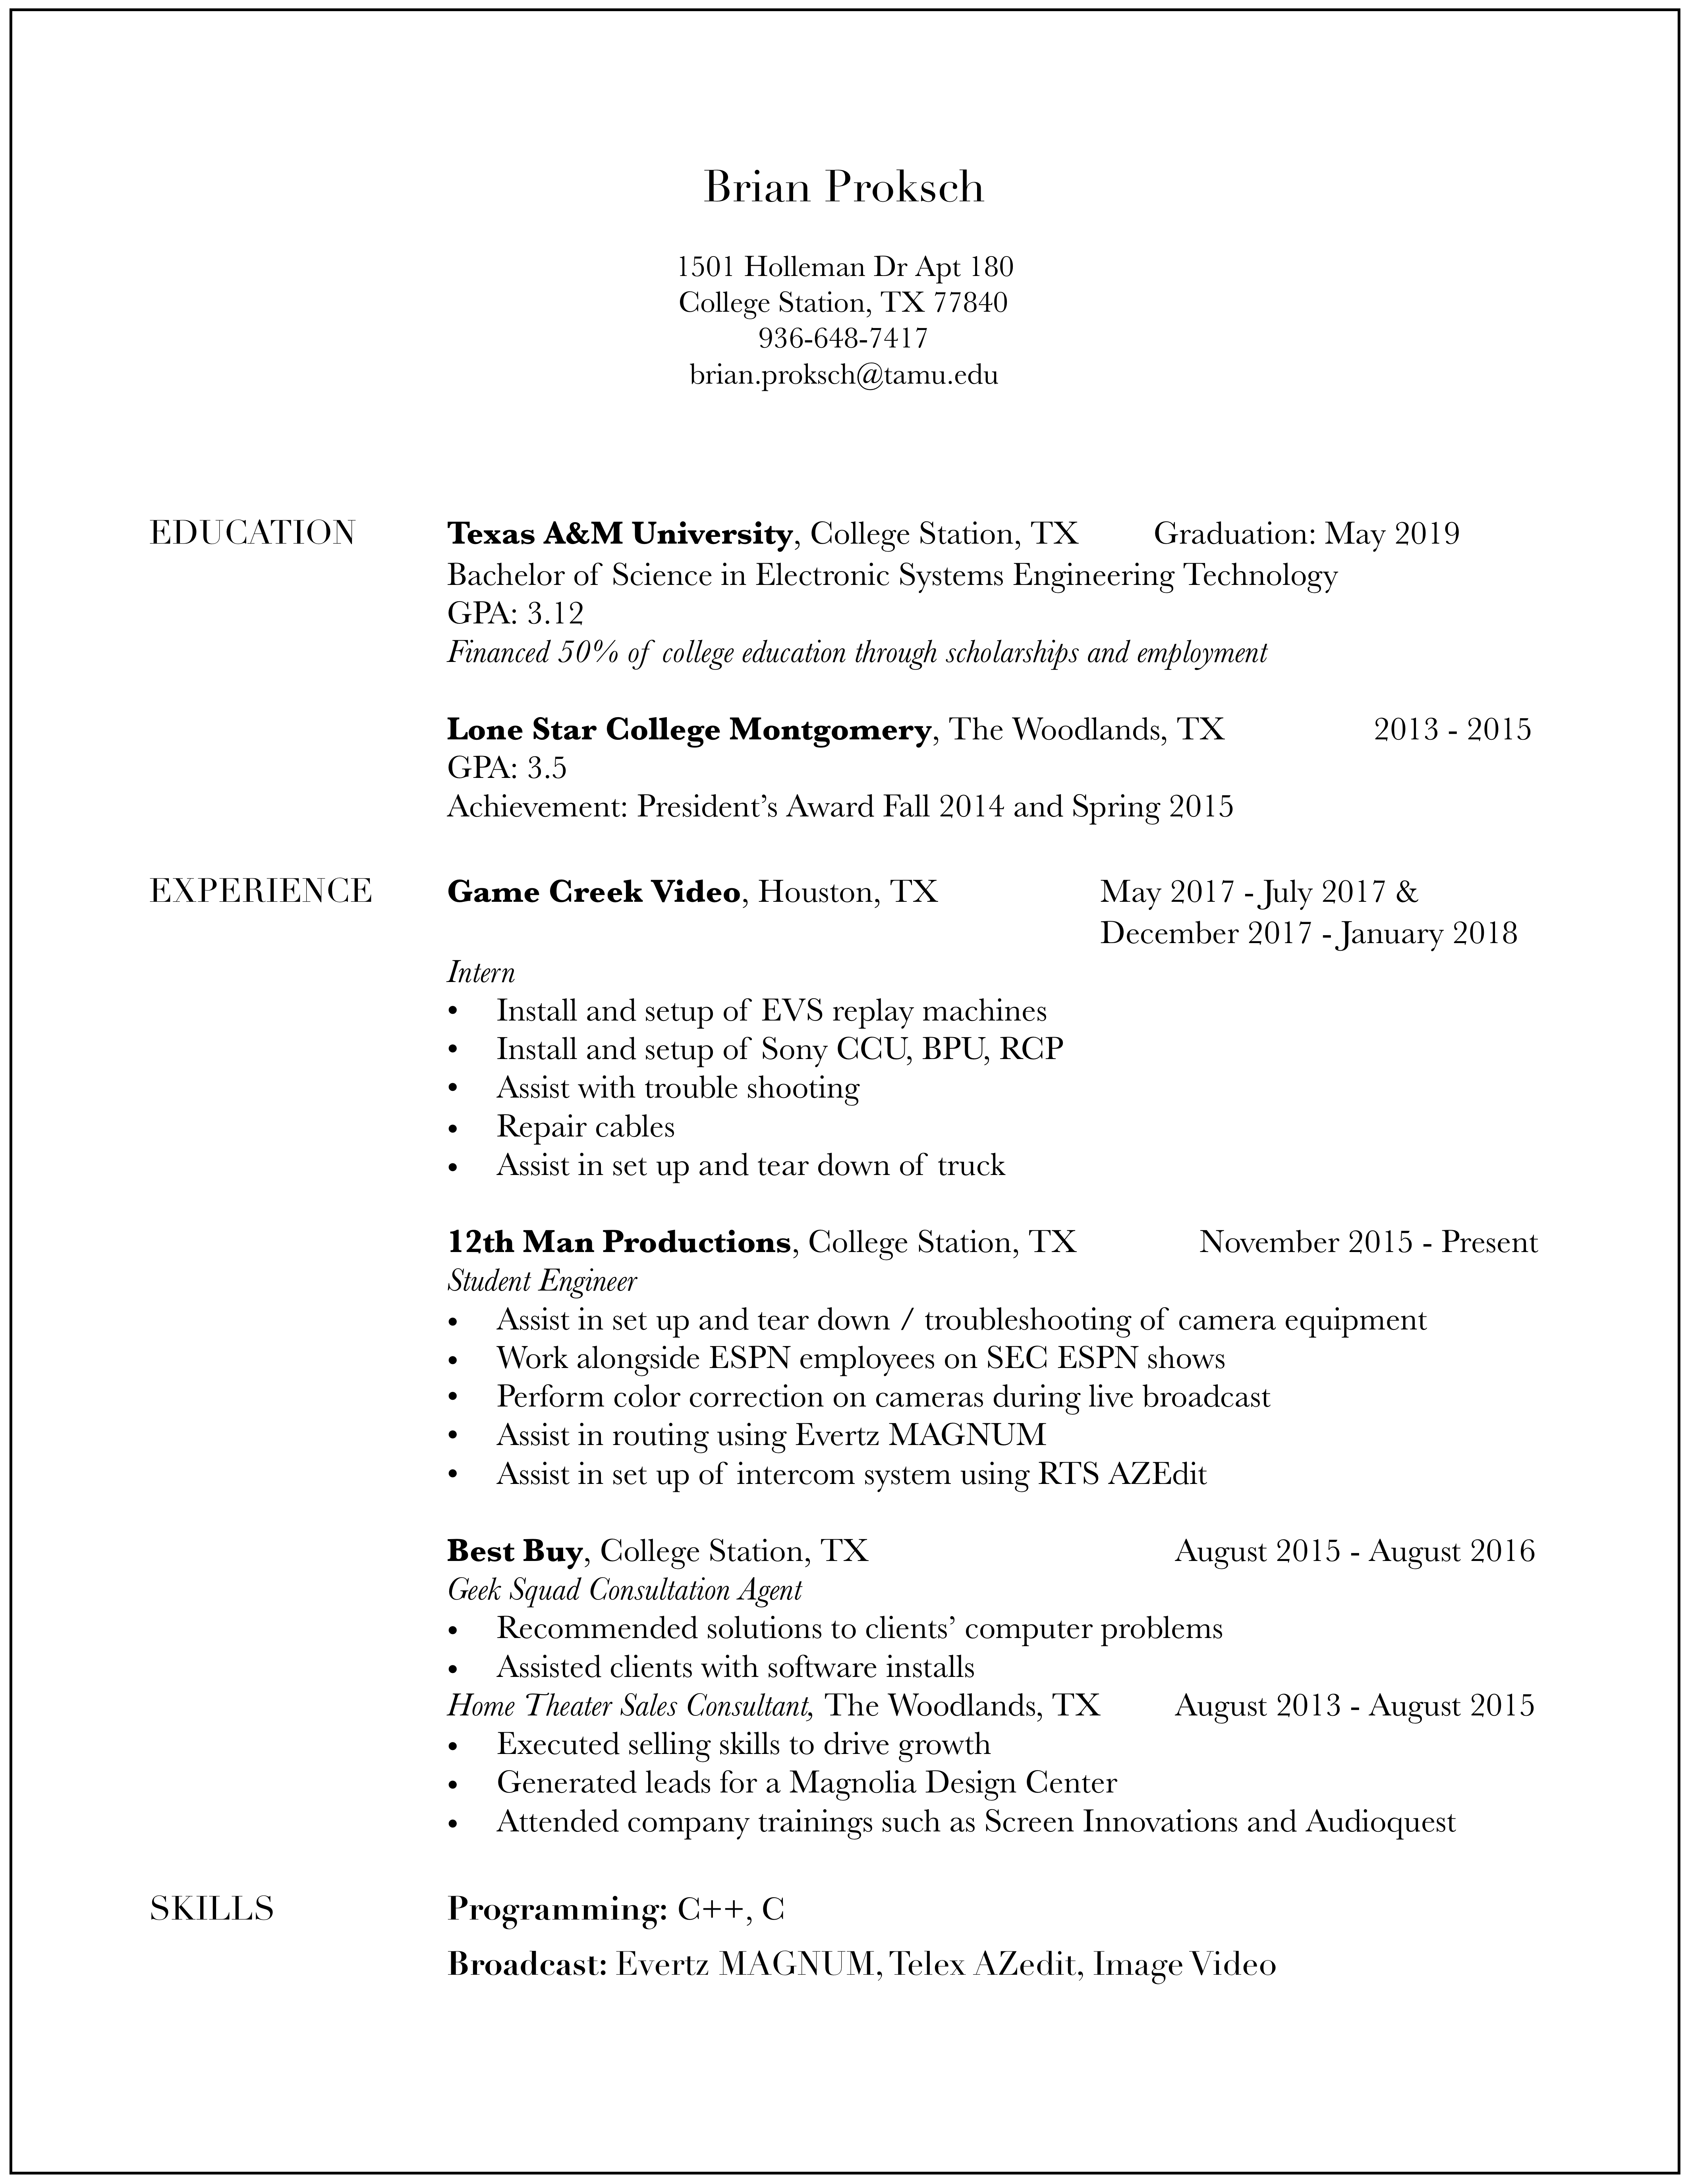 Brian Proksch
1501 Holleman Dr Apt 180
College Station, TX 77840
936-648-7417
brian.proksch@tamu.edu
EDUCATION Texas A&M University, College Station, TX Graduation: May 2019
Bachelor of Science in Electronic Systems Engineering Technology
GPA: 3.12
Financed 50% of college education through scholarships and employment
Lone Star College Montgomery, The Woodlands, TX 2013 - 2015
GPA: 3.5
Achievement: President’s Award Fall 2014 and Spring 2015
EXPERIENCE Game Creek Video, Houston, TX May 2017 - July 2017 &
December 2017 - January 2018
Intern
• Install and setup of EVS replay machines
• Install and setup of Sony CCU, BPU, RCP
• Assist with trouble shooting
• Repair cables
• Assist in set up and tear down of truck
12th Man Productions, College Station, TX November 2015 - Present
Student Engineer
• Assist in set up and tear down / troubleshooting of camera equipment
• Work alongside ESPN employees on SEC ESPN shows
• Perform color correction on cameras during live broadcast
• Assist in routing using Evertz MAGNUM
• Assist in set up of intercom system using RTS AZEdit
Best Buy, College Station, TX August 2015 - August 2016
Geek Squad Consultation Agent
• Recommended solutions to clients’ computer problems
• Assisted clients with software installs
Home Theater Sales Consultant, The Woodlands, TX August 2013 - August 2015
• Executed selling skills to drive growth
• Generated leads for a Magnolia Design Center
• Attended company trainings such as Screen Innovations and Audioquest
SKILLS Programming: C++, C
Broadcast: Evertz MAGNUM, Telex AZedit, Image Video